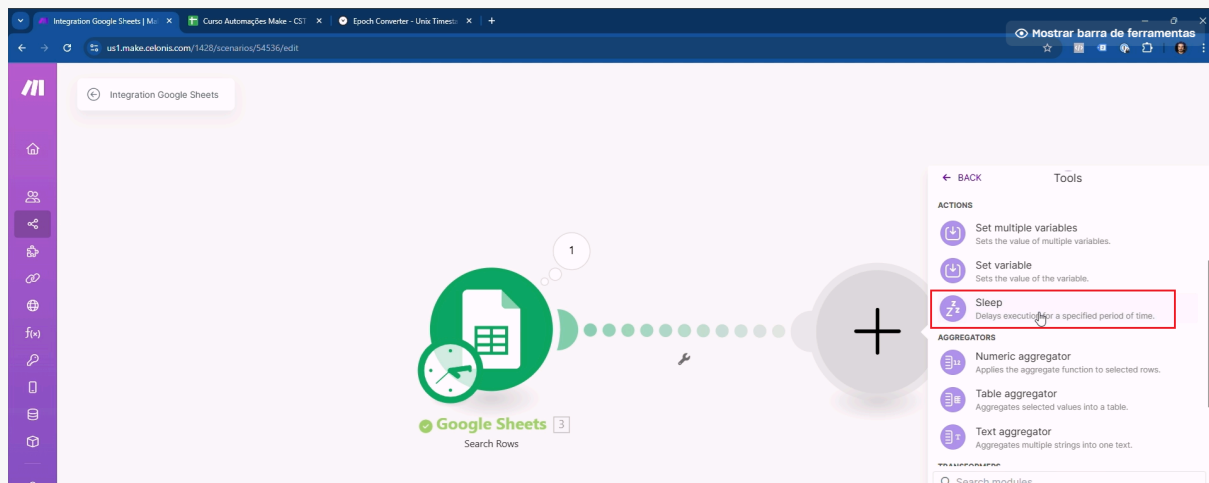 Integration Google Sheets | Ma
Curso Automações Make - CST
Epoch Converter - Unix Timesta
Mostrar barra de ferramentas
us1.make.celonis.com/1428/scenarios/54536/edit
Integration Google Sheets
BACK
Tools
ACTIONS
Set multiple variables
Sets the value of multiple variables.
Set variable
Sets the value of the variable.
Sleep
Delays execution for a specified period of time.
AGGREGATORS
Numeric aggregator
Applies the aggregate function to selected rows.
Table aggregator
Aggregates selected values into a table.
Text aggregator
Aggregates multiple strings into one text.
TRANSFORMERS
Search modules
1
Google Sheets 3
Search Rows
f(x)